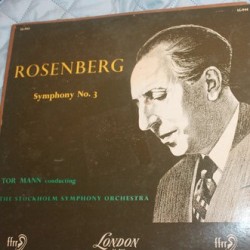 ROSENBERG
Symphony No. 3
TOR MANN conducting
THE STOCKHOLM SYMPHONY ORCHESTRA
ffrr
LONDON
ffrr